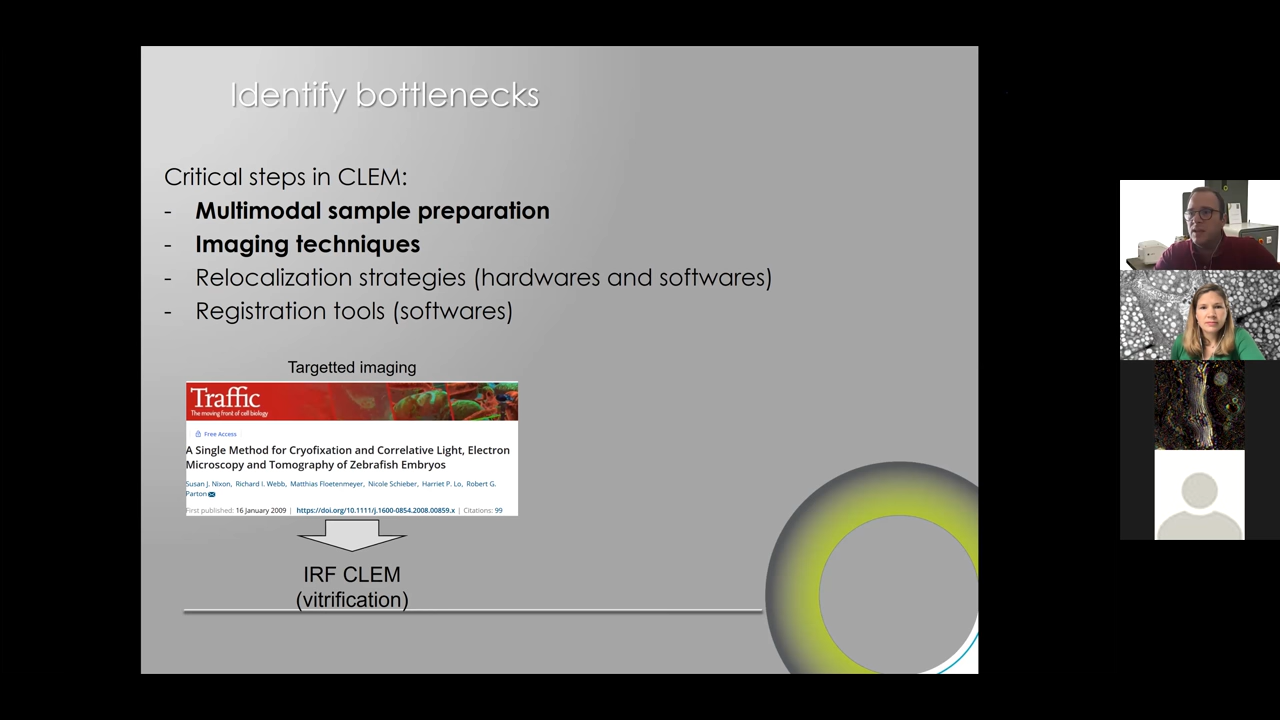 Identify bottlenecks
Critical steps in CLEM:
- Multimodal sample preparation
- Imaging techniques
- Relocalization strategies (hardwares and softwares)
- Registration tools (softwares)
Targetted imaging
Traffic
The moving front of cell biology
Free Access
A Single Method for Cryofixation and Correlative Light, Electron
Microscopy and Tomography of Zebrafish Embryos
Susan J. Nixon, Richard I. Webb, Matthias Floetenmeyer, Nicole Schieber, Harriet P. Lo, Robert G.
Parton
First published: 16 January 2009 | https://doi.org/10.1111/j.1600-0854.2008.00859.x | Citations: 99
IRF CLEM
(vitrification)